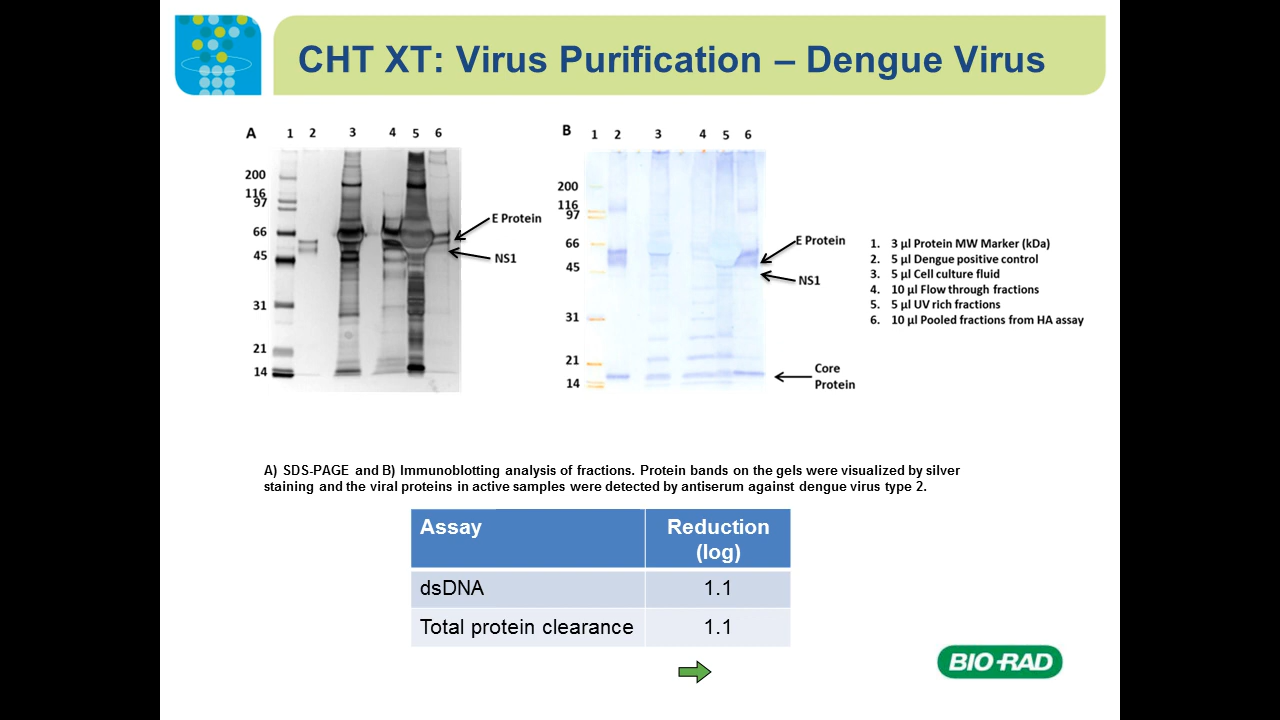 CHT XT: Virus Purification – Dengue Virus
A 1 2 3 4 5 6
200
116
97
66
45
31
21
14
E Protein
NS1
B 1 2 3 4 5 6
200
116
97
66
45
31
21
14
E Protein
NS1
Core
Protein
1. 3 µl Protein MW Marker (kDa)
2. 5 µl Dengue positive control
3. 5 µl Cell culture fluid
4. 10 µl Flow through fractions
5. 5 µl UV rich fractions
6. 10 µl Pooled fractions from HA assay
A) SDS-PAGE and B) Immunoblotting analysis of fractions. Protein bands on the gels were visualized by silver
staining and the viral proteins in active samples were detected by antiserum against dengue virus type 2.
Assay Reduction
(log)
dsDNA 1.1
Total protein clearance 1.1
BIO-RAD